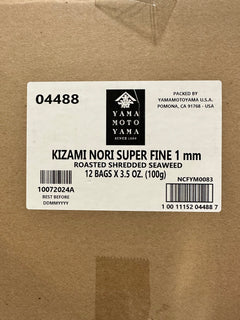 04488
YAMA
MOTO
YAMA
SINCE 1690
PACKED BY
YAMAMOTOYAMA U.S.A.
POMONA, CA 91768 - USA
KIZAMI NORI SUPER FINE 1 mm
ROASTED SHREDDED SEAWEED
12 BAGS X 3.5 OZ. (100g)
10072024A
BEST BEFORE
DDMMYYYY
NCFYM0083
1 00 11152 04488 7